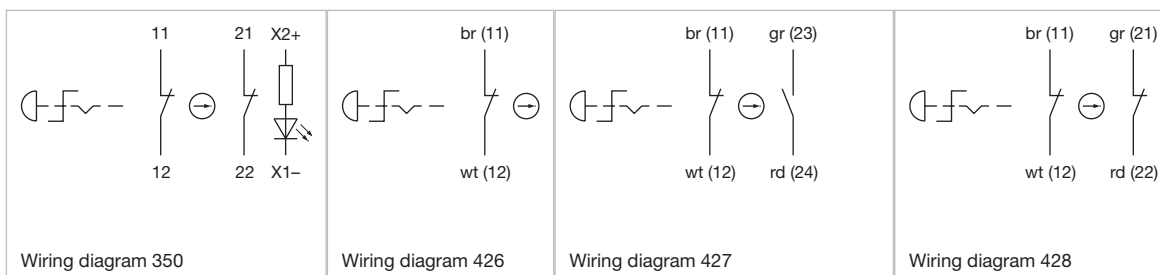 11 21 X2+
12 22 X1–
Wiring diagram 350
br (11)
wt (12)
Wiring diagram 426
br (11) gr (23)
wt (12) rd (24)
Wiring diagram 427
br (11) gr (21)
wt (12) rd (22)
Wiring diagram 428